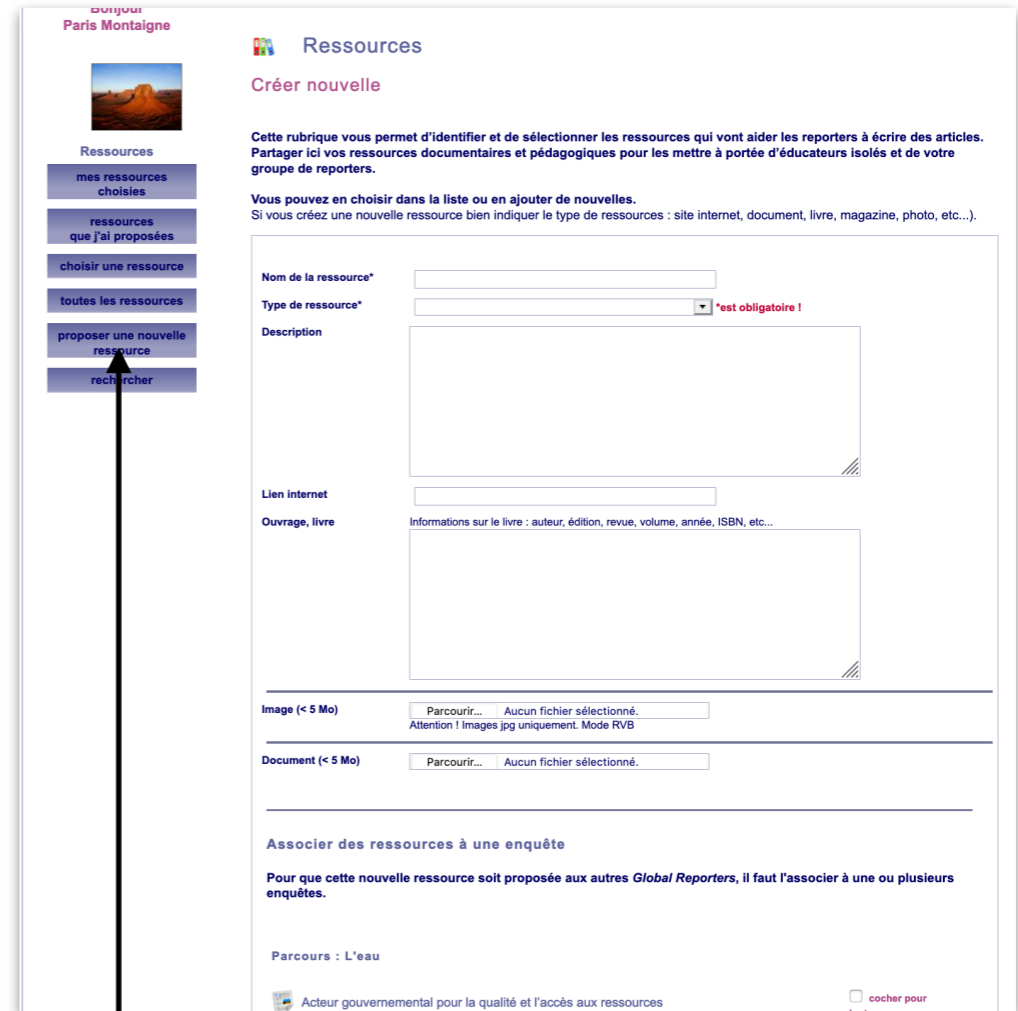 Bonjour
Paris Montaigne
Ressources
mes ressources
choisies
ressources
que j'ai proposées
choisir une ressource
toutes les ressources
proposer une nouvelle
ressource
rechercher
Ressources
Créer nouvelle
Cette rubrique vous permet d'identifier et de sélectionner les ressources qui vont aider les reporters à écrire des articles.
Partager ici vos ressources documentaires et pédagogiques pour les mettre à portée d'éducateurs isolés et de votre
groupe de reporters.
Vous pouvez en choisir dans la liste ou en ajouter de nouvelles.
Si vous créez une nouvelle ressource bien indiquer le type de ressources : site internet, document, livre, magazine, photo, etc...).
Nom de la ressource*
Type de ressource* *est obligatoire !
Description
Lien internet
Ouvrage, livre Informations sur le livre : auteur, édition, revue, volume, année, ISBN, etc...
Image (< 5 Mo) Parcourir... Aucun fichier sélectionné.
Attention ! Images jpg uniquement. Mode RVB
Document (< 5 Mo) Parcourir... Aucun fichier sélectionné.
Associer des ressources à une enquête
Pour que cette nouvelle ressource soit proposée aux autres Global Reporters, il faut l'associer à une ou plusieurs
enquêtes.
Parcours : L'eau
Acteur gouvernemental pour la qualité et l'accès aux ressources cocher pour